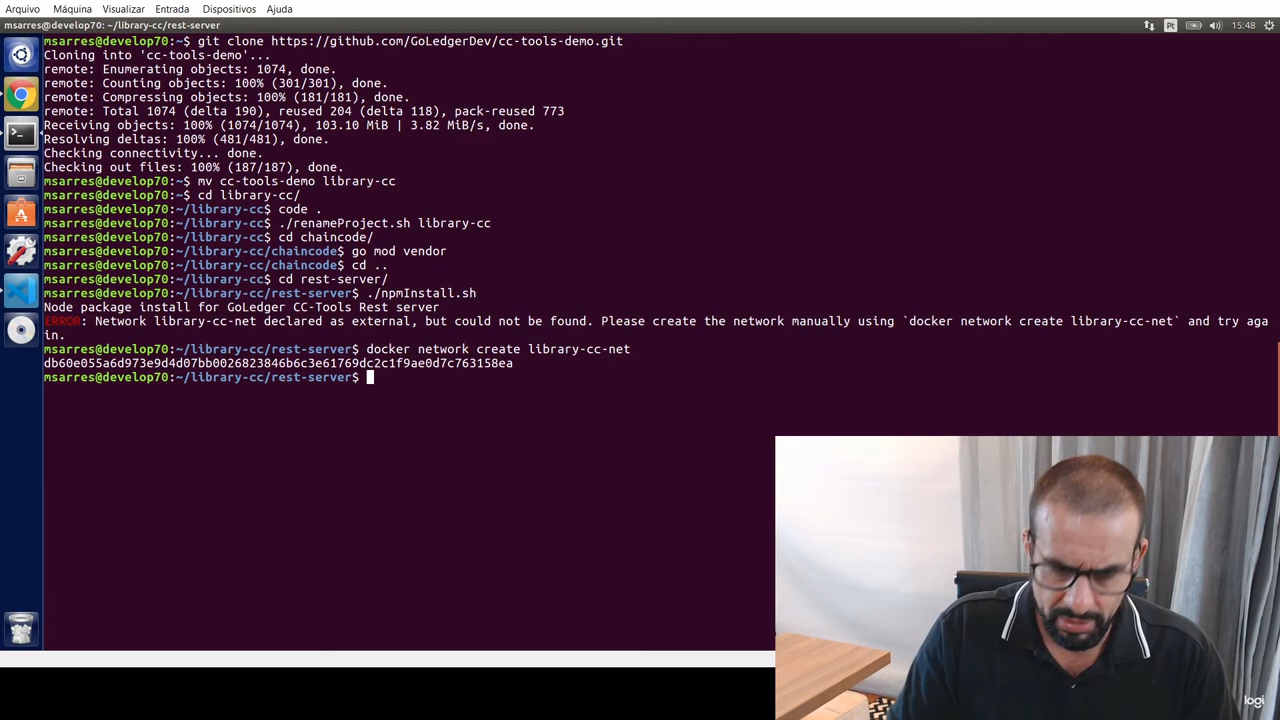 Arquivo Máquina Visualizar Entrada Dispositivos Ajuda
msarres@develop70: ~/library-cc/rest-server Pt 15:48
msarres@develop70:~$ git clone https://github.com/GoLedgerDev/cc-tools-demo.git
Cloning into 'cc-tools-demo'...
remote: Enumerating objects: 1074, done.
remote: Counting objects: 100% (301/301), done.
remote: Compressing objects: 100% (181/181), done.
remote: Total 1074 (delta 190), reused 204 (delta 118), pack-reused 773
Receiving objects: 100% (1074/1074), 103.10 MiB | 3.82 MiB/s, done.
Resolving deltas: 100% (481/481), done.
Checking connectivity... done.
Checking out files: 100% (187/187), done.
msarres@develop70:~$ mv cc-tools-demo library-cc
msarres@develop70:~$ cd library-cc/
msarres@develop70:~/library-cc$ code .
msarres@develop70:~/library-cc$ ./renameProject.sh library-cc
msarres@develop70:~/library-cc$ cd chaincode/
msarres@develop70:~/library-cc/chaincode$ go mod vendor
msarres@develop70:~/library-cc/chaincode$ cd ..
msarres@develop70:~/library-cc$ cd rest-server/
msarres@develop70:~/library-cc/rest-server$ ./npmInstall.sh
Node package install for GoLedger CC-Tools Rest server
ERROR: Network library-cc-net declared as external, but could not be found. Please create the network manually using `docker network create library-cc-net` and try aga
in.
msarres@develop70:~/library-cc/rest-server$ docker network create library-cc-net
db60e055a6d973e9d4d07bb0026823846b6c3e61769dc2c1f9ae0d7c763158ea
msarres@develop70:~/library-cc/rest-server$
logi